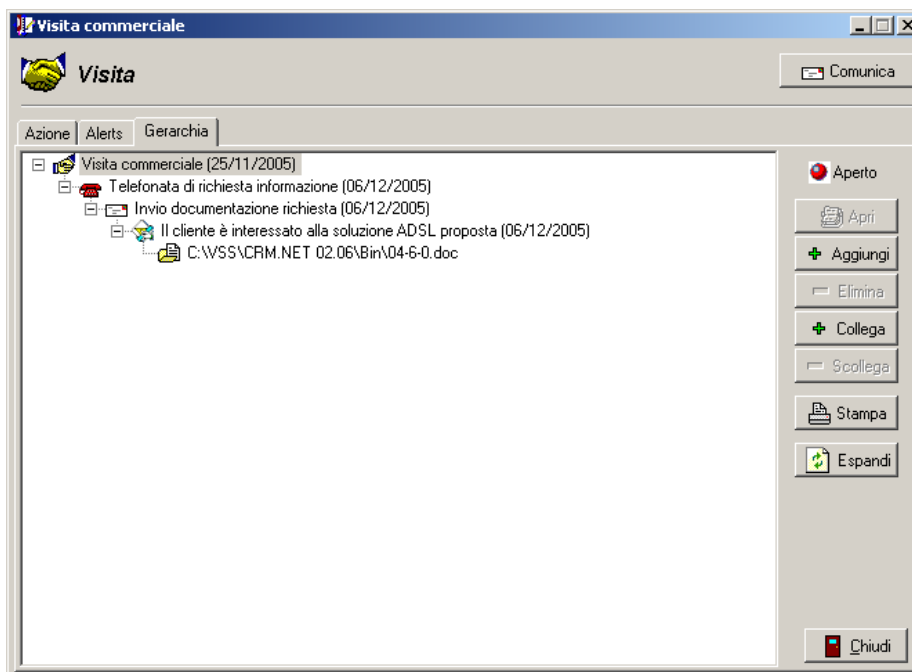 Visita commerciale
Visita
Comunica
Azione Alerts Gerarchia
Visita commerciale (25/11/2005)
Telefonata di richiesta informazione (06/12/2005)
Invio documentazione richiesta (06/12/2005)
Il cliente è interessato alla soluzione ADSL proposta (06/12/2005)
C:\VSS\CRM.NET 02.06\Bin\04-6-0.doc
Aperto
Apri
Aggiungi
Elimina
Collega
Scollega
Stampa
Espandi
Chiudi